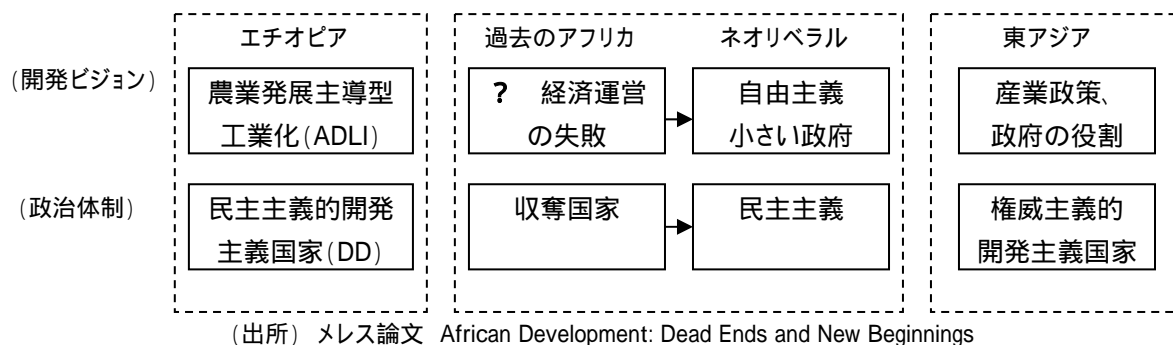 エチオピア
過去のアフリカ ネオリベラル
東アジア
(開発ビジョン)
農業発展主導型
工業化(ADLI)
? 経済運営
の失敗
自由主義
小さい政府
産業政策、
政府の役割
(政治体制)
民主主義的開発
主義国家(DD)
収奪国家
民主主義
権威主義的
開発主義国家
(出所) メレス論文 African Development: Dead Ends and New Beginnings